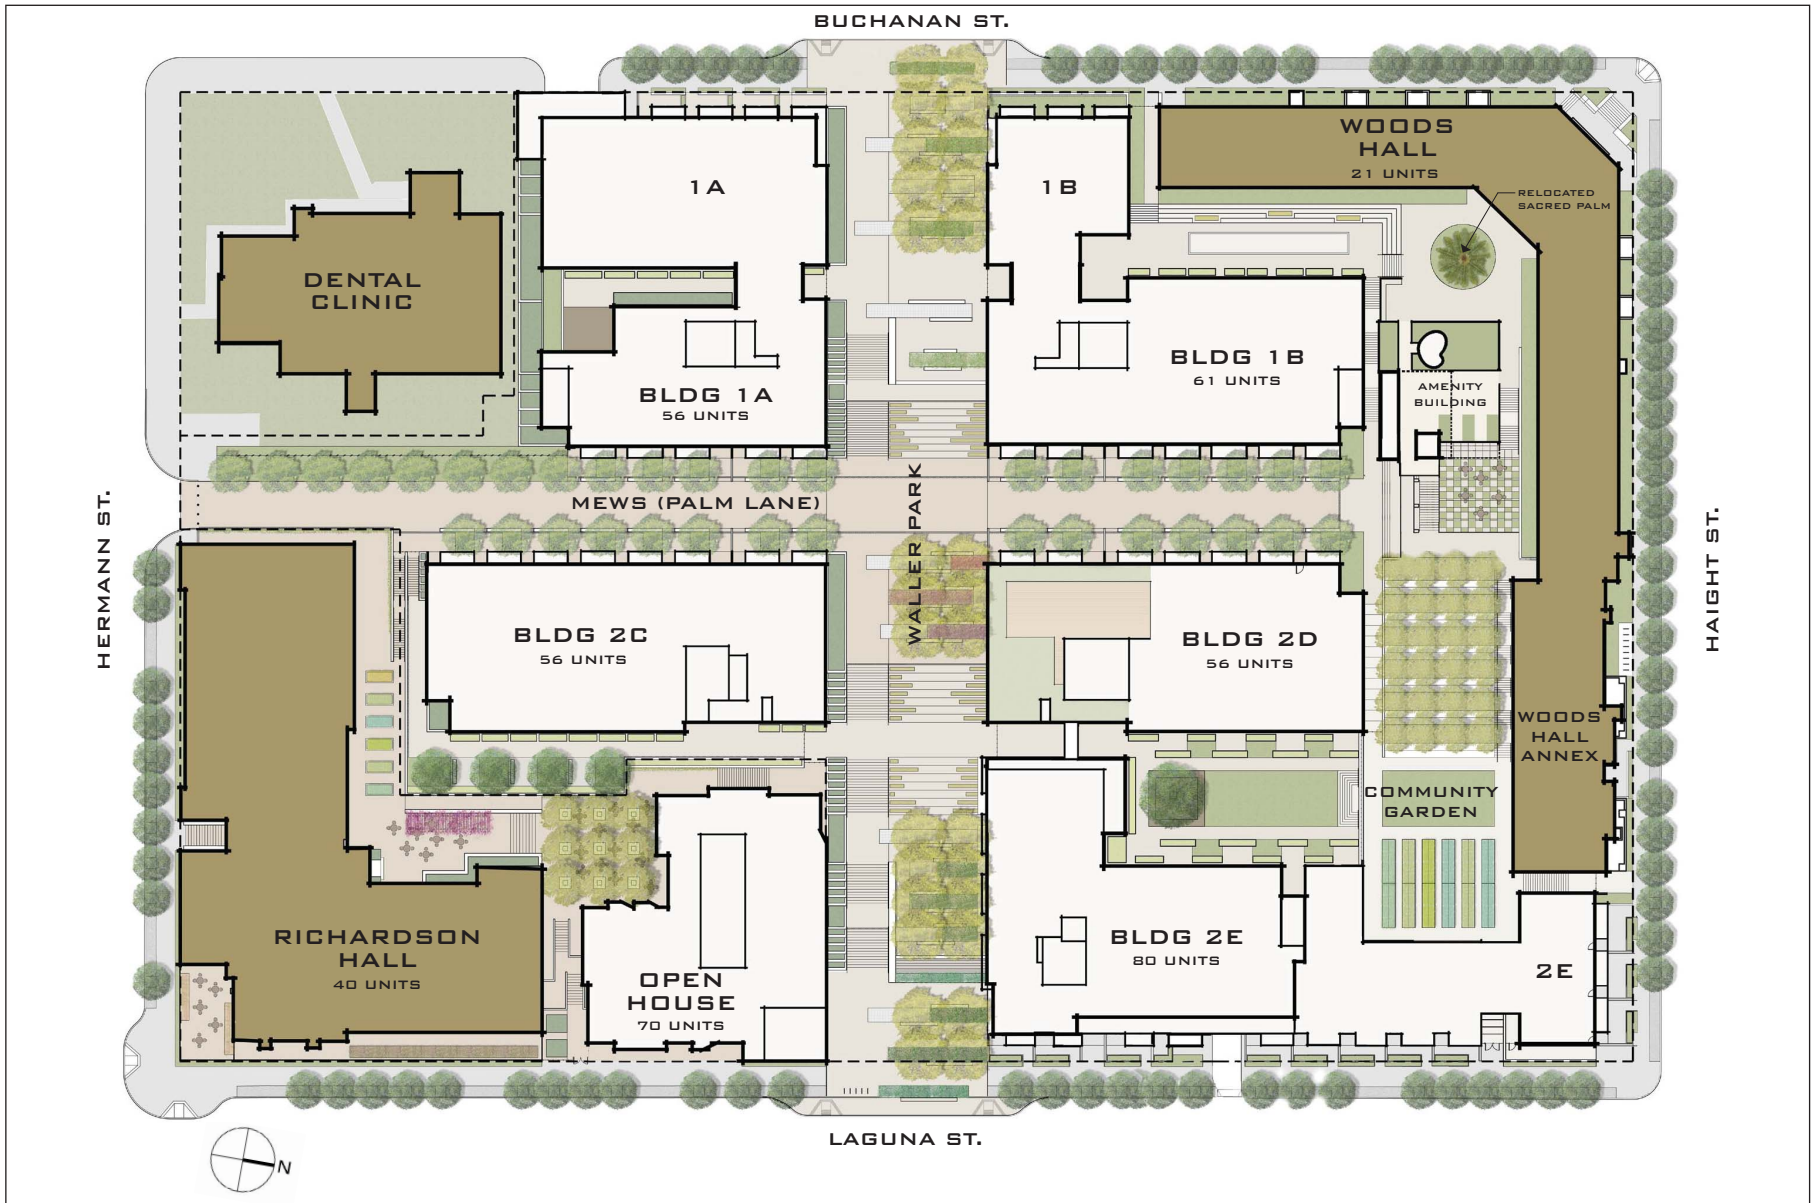 BUCHANAN ST.
WOODS
HALL
21 UNITS
1A
1B
RELOCATED
SACRED PALM
DENTAL
CLINIC
BLDG 1A
56 UNITS
BLDG 1B
61 UNITS
AMENITY
BUILDING
MEWS (PALM LANE)
WALLER PARK
HERMANN ST.
HAIGHT ST.
BLDG 2C
56 UNITS
BLDG 2D
56 UNITS
WOODS
HALL
ANNEX
COMMUNITY
GARDEN
RICHARDSON
HALL
40 UNITS
OPEN
HOUSE
70 UNITS
BLDG 2E
80 UNITS
2E
LAGUNA ST.
N